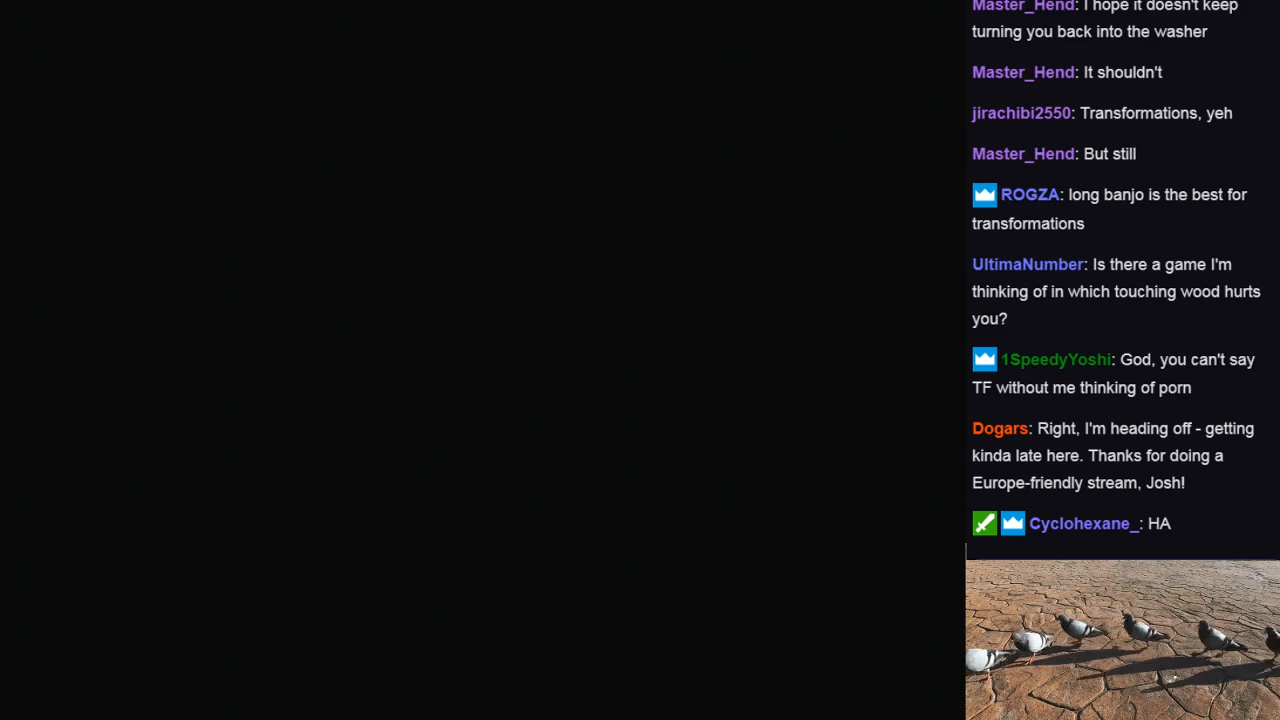 Master_Hend: I hope it doesn't keep
turning you back into the washer
Master_Hend: It shouldn't
jirachibi2550: Transformations, yeh
Master_Hend: But still
ROGZA: long banjo is the best for
transformations
UltimaNumber: Is there a game I'm
thinking of in which touching wood hurts
you?
1SpeedyYoshi: God, you can't say
TF without me thinking of porn
Dogars: Right, I'm heading off - getting
kinda late here. Thanks for doing a
Europe-friendly stream, Josh!
Cyclohexane_: HA